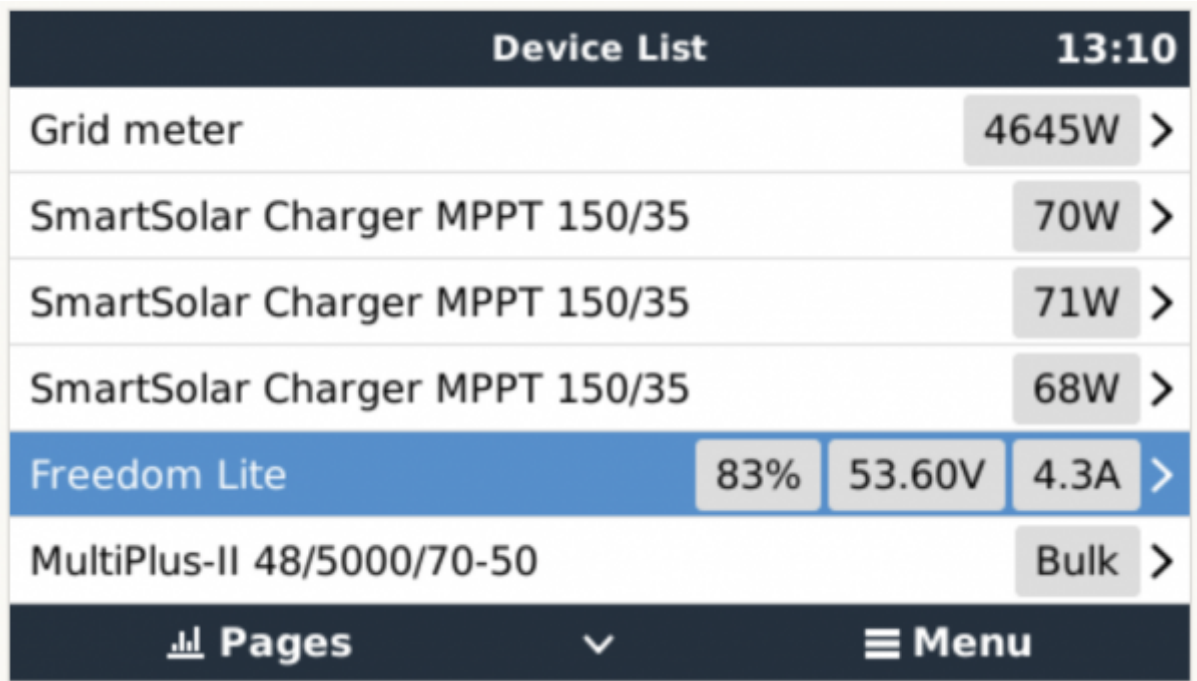 Device List 13:10
Grid meter 4645W
SmartSolar Charger MPPT 150/35 70W
SmartSolar Charger MPPT 150/35 71W
SmartSolar Charger MPPT 150/35 68W
Freedom Lite 83% 53.60V 4.3A
MultiPlus-II 48/5000/70-50 Bulk
Pages Menu